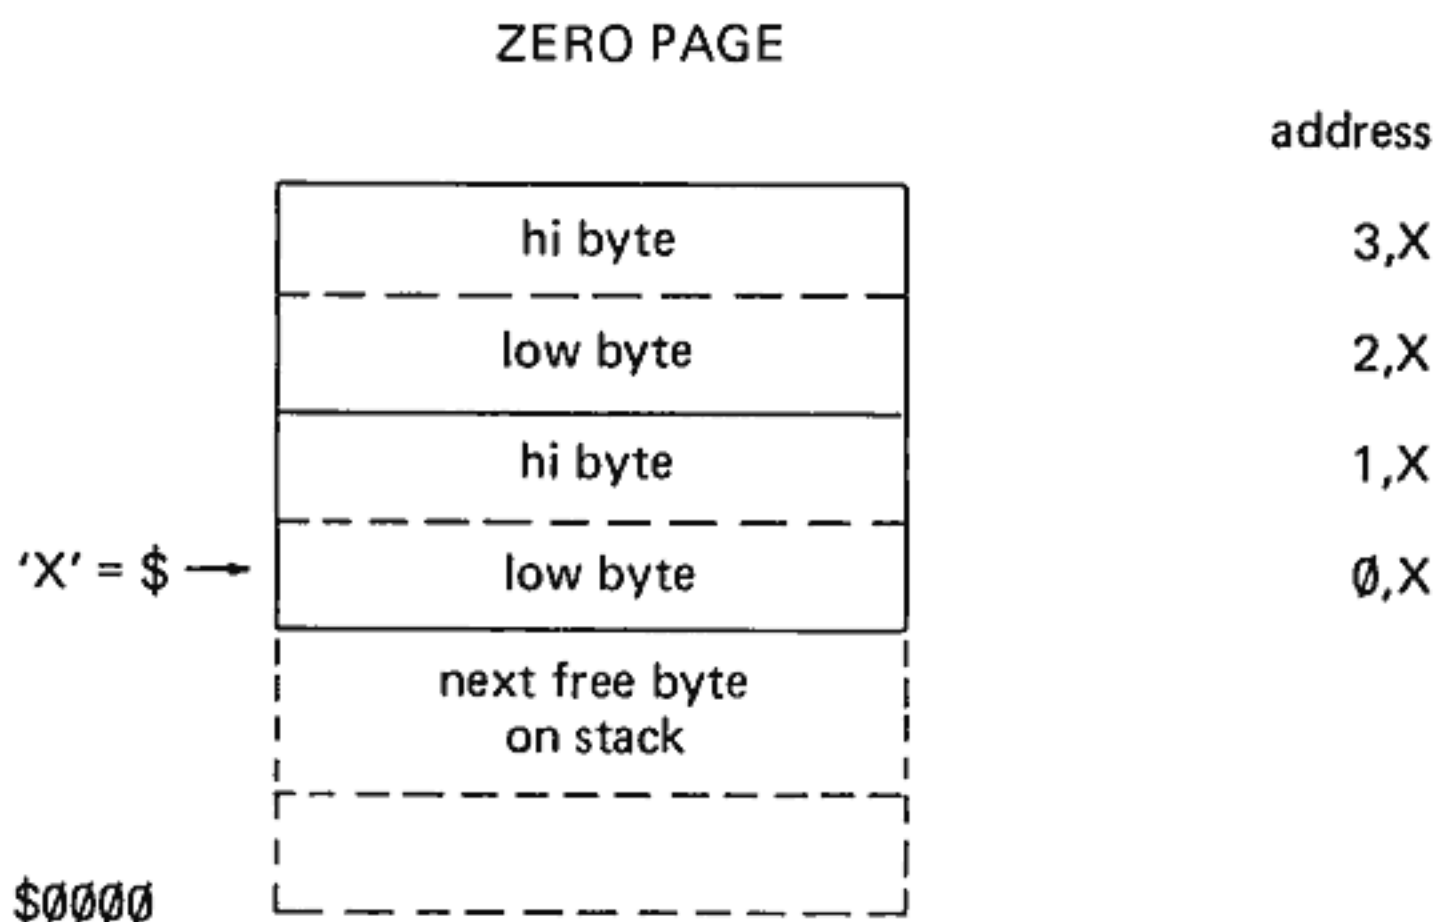 ZERO PAGE
address
hi byte 3,X
low byte 2,X
hi byte 1,X
'X' = $ low byte Ø,X
next free byte
on stack
$ØØØØ